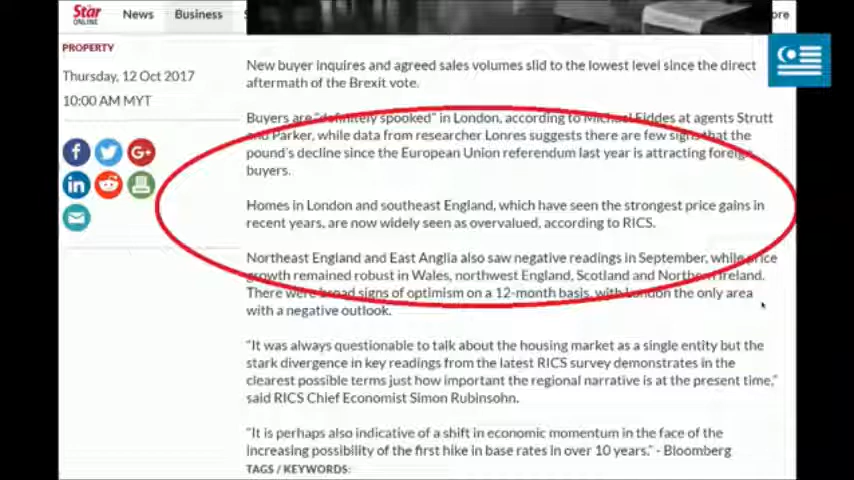 Star
ONLINE
News
Business
ore
PROPERTY
Thursday, 12 Oct 2017
10:00 AM MYT
New buyer inquires and agreed sales volumes slid to the lowest level since the direct
aftermath of the Brexit vote.
Buyers are “definitely spooked” in London, according to Michael Fiddes at agents Strutt
and Parker, while data from researcher Lonres suggests there are few signs that the
pound’s decline since the European Union referendum last year is attracting foreign
buyers.
Homes in London and southeast England, which have seen the strongest price gains in
recent years, are now widely seen as overvalued, according to RICS.
Northeast England and East Anglia also saw negative readings in September, while price
growth remained robust in Wales, northwest England, Scotland and Northern Ireland.
There were broad signs of optimism on a 12-month basis, with London the only area
with a negative outlook.
“It was always questionable to talk about the housing market as a single entity but the
stark divergence in key readings from the latest RICS survey demonstrates in the
clearest possible terms just how important the regional narrative is at the present time,”
said RICS Chief Economist Simon Rubinsohn.
“It is perhaps also indicative of a shift in economic momentum in the face of the
increasing possibility of the first hike in base rates in over 10 years.” - Bloomberg
TAGS / KEYWORDS: